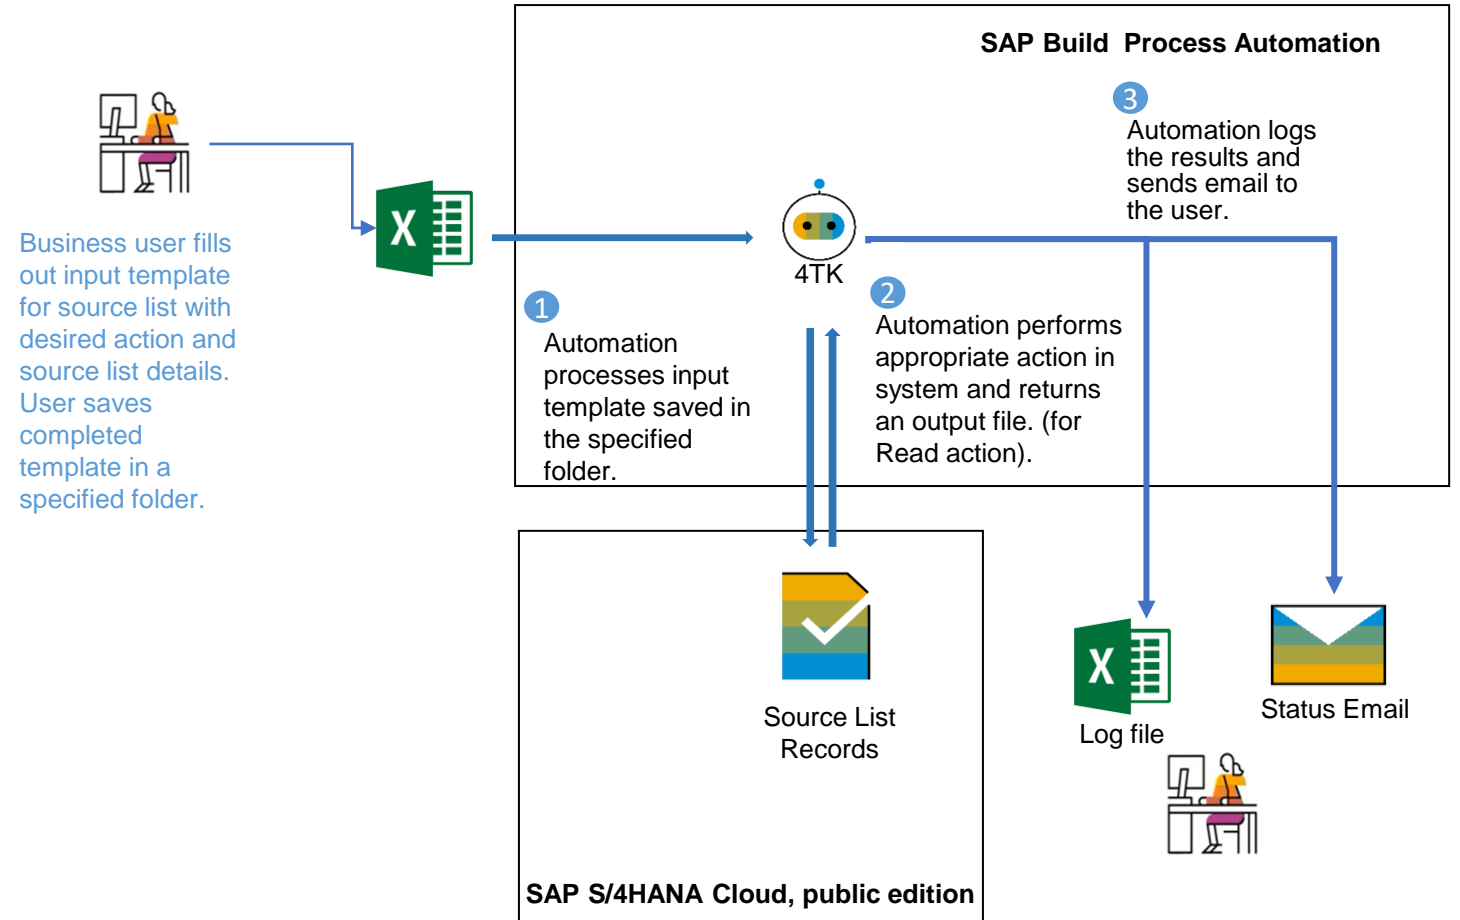 SAP Build  Process Automation
3
Automation logs
the results and
sends email to
the user.
Business user fills
out input template
for source list with
desired action and
source list details.
User saves
completed
template in a
specified folder.
X
4TK
1
Automation
processes input
template saved in
the specified
folder.
2
Automation performs
appropriate action in
system and returns
an output file. (for
Read action).
Source List
Records
SAP S/4HANA Cloud, public edition
X
Log file
Status Email